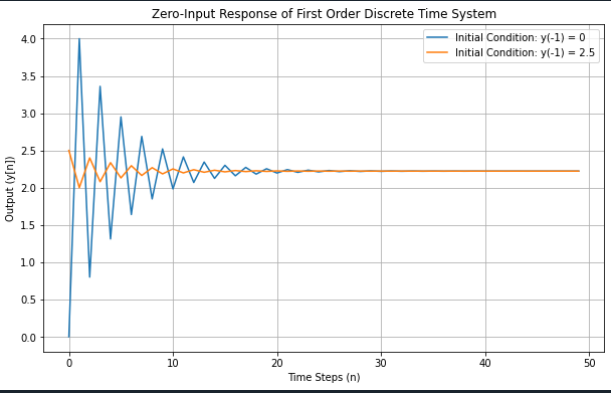 Zero-Input Response of First Order Discrete Time System
Initial Condition: y(-1) = 0
Initial Condition: y(-1) = 2.5
4.0
3.5
3.0
2.5
2.0
1.5
1.0
0.5
0.0
Output (y[n])
0 10 20 30 40 50
Time Steps (n)